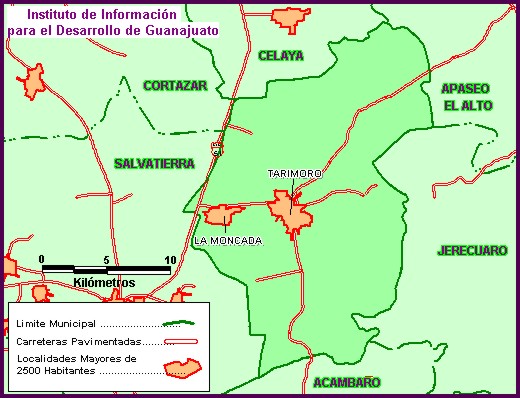 Instituto de Información
para el Desarrollo de Guanajuato
CELAYA
CORTAZAR
APASEO
EL ALTO
SALVATIERRA
51
TARIMORO
LA MONCADA
JERECUARO
0 5 10
Kilómetros
Limite Municipal
Carreteras Pavimentadas
Localidades Mayores de
2500 Habitantes
ACAMBARO